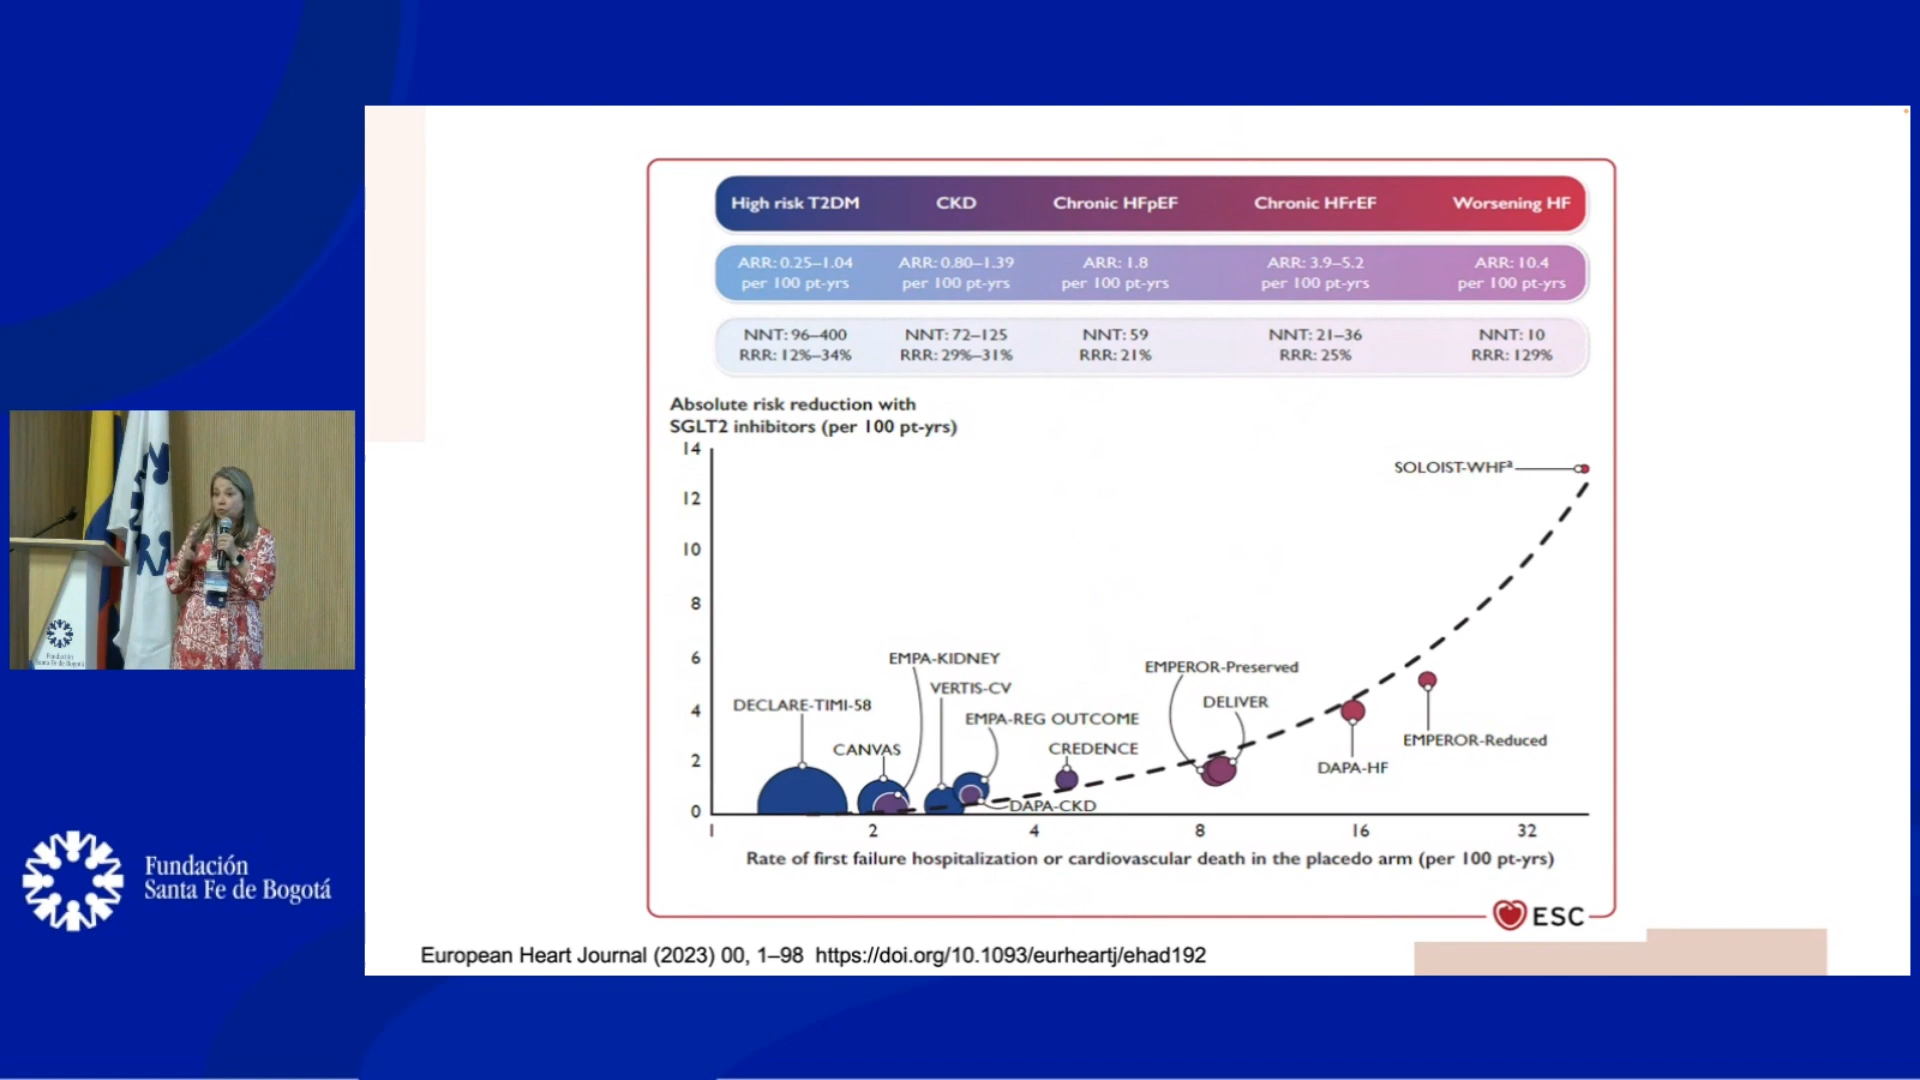 High risk T2DM
CKD
Chronic HFpEF
Chronic HFrEF
Worsening HF
ARR: 0.25–1.04
per 100 pt-yrs
ARR: 0.80–1.39
per 100 pt-yrs
ARR: 1.8
per 100 pt-yrs
ARR: 3.9–5.2
per 100 pt-yrs
ARR: 10.4
per 100 pt-yrs
NNT: 96–400
RRR: 12%–34%
NNT: 72–125
RRR: 29%–31%
NNT: 59
RRR: 21%
NNT: 21–36
RRR: 25%
NNT: 10
RRR: 129%
Absolute risk reduction with
SGLT2 inhibitors (per 100 pt-yrs)
14
12
10
8
6
4
2
0
SOLOIST-WHFª
EMPA-KIDNEY
VERTIS-CV
DECLARE-TIMI-58
EMPA-REG OUTCOME
CANVAS
CREDENCE
DAPA-CKD
EMPEROR-Preserved
DELIVER
EMPEROR-Reduced
DAPA-HF
1 2 4 8 16 32
Rate of first failure hospitalization or cardiovascular death in the placedo arm (per 100 pt-yrs)
ESC
European Heart Journal (2023) 00, 1–98 https://doi.org/10.1093/eurheartj/ehad192
Fundación
Santa Fe de Bogotá
Fundación
Santa Fe de Bogotá